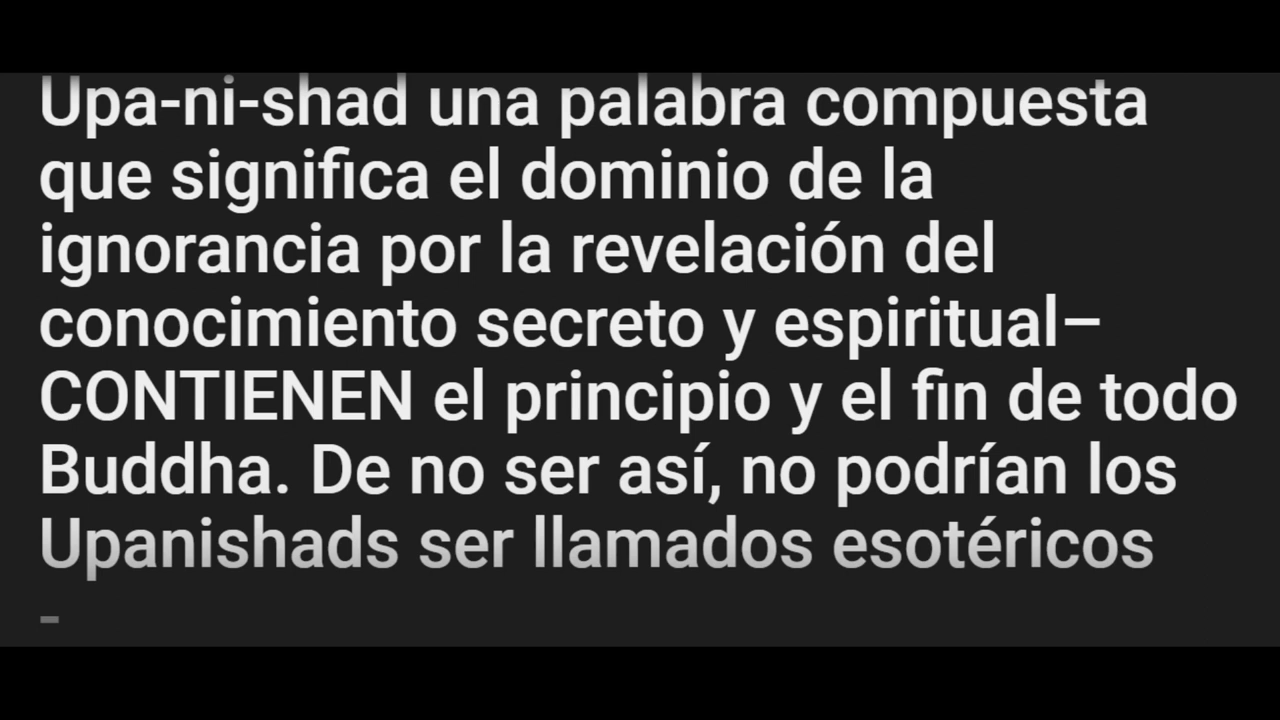 Upa-ni-shad una palabra compuesta
que significa el dominio de la
ignorancia por la revelación del
conocimiento secreto y espiritual–
CONTIENEN el principio y el fin de todo
Buddha. De no ser así, no podrían los
Upanishads ser llamados esotéricos
-